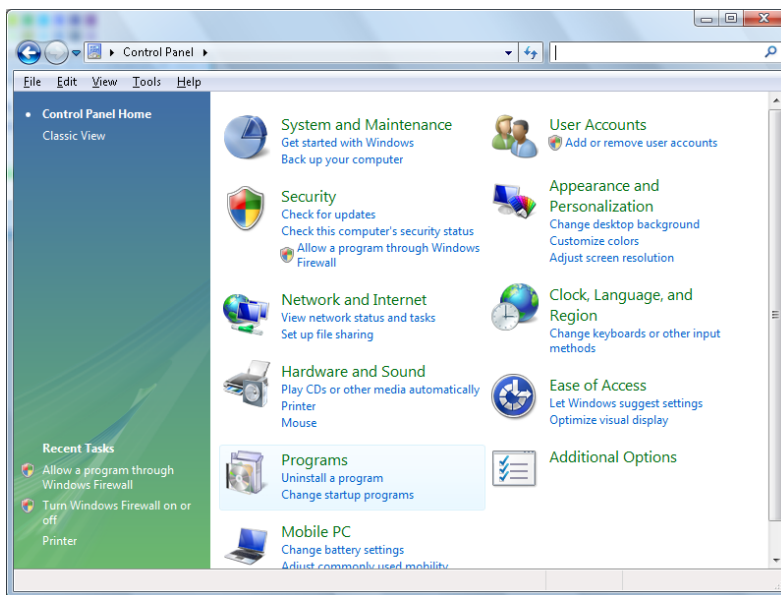 Control Panel
File Edit View Tools Help
Control Panel Home
Classic View
System and Maintenance
Get started with Windows
Back up your computer
Security
Check for updates
Check this computer's security status
Allow a program through Windows
Firewall
Network and Internet
View network status and tasks
Set up file sharing
Hardware and Sound
Play CDs or other media automatically
Printer
Mouse
Programs
Uninstall a program
Change startup programs
Mobile PC
Change battery settings
Adjust commonly used mobility
User Accounts
Add or remove user accounts
Appearance and
Personalization
Change desktop background
Customize colors
Adjust screen resolution
Clock, Language, and
Region
Change keyboards or other input
methods
Ease of Access
Let Windows suggest settings
Optimize visual display
Additional Options
Recent Tasks
Allow a program through
Windows Firewall
Turn Windows Firewall on or
off
Printer